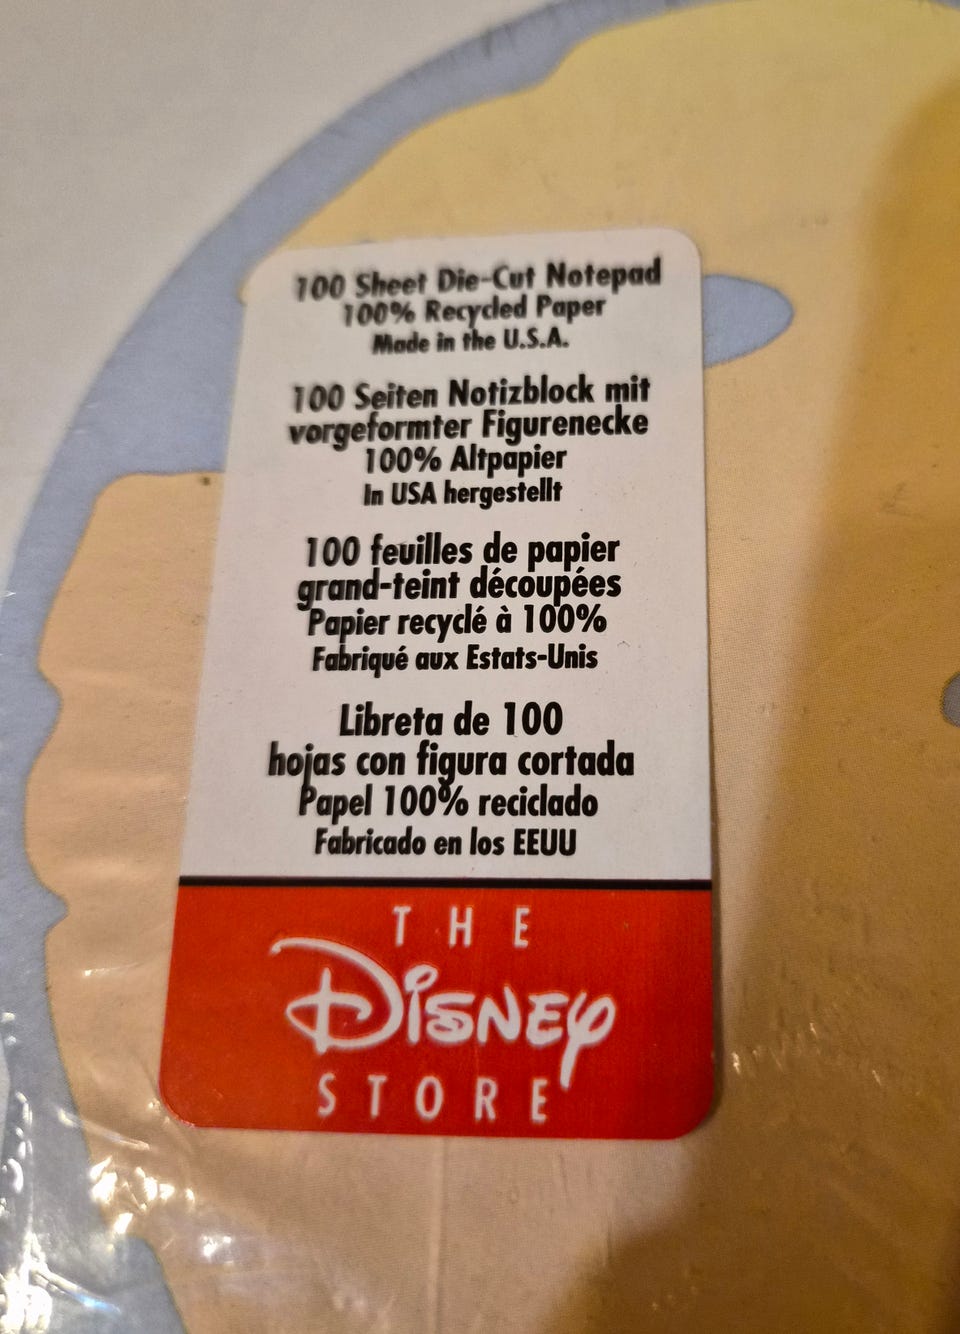 100 Sheet Die-Cut Notepad
100% Recycled Paper
Made in the U.S.A.
100 Seiten Notizblock mit
vorgeformter Figurenecke
100% Altpapier
In USA hergestellt
100 feuilles de papier
grand-teint découpées
Papier recyclé à 100%
Fabriqué aux Estats-Unis
Libreta de 100
hojas con figura cortada
Papel 100% reciclado
Fabricado en los EEUU
THE
DISNEY
STORE